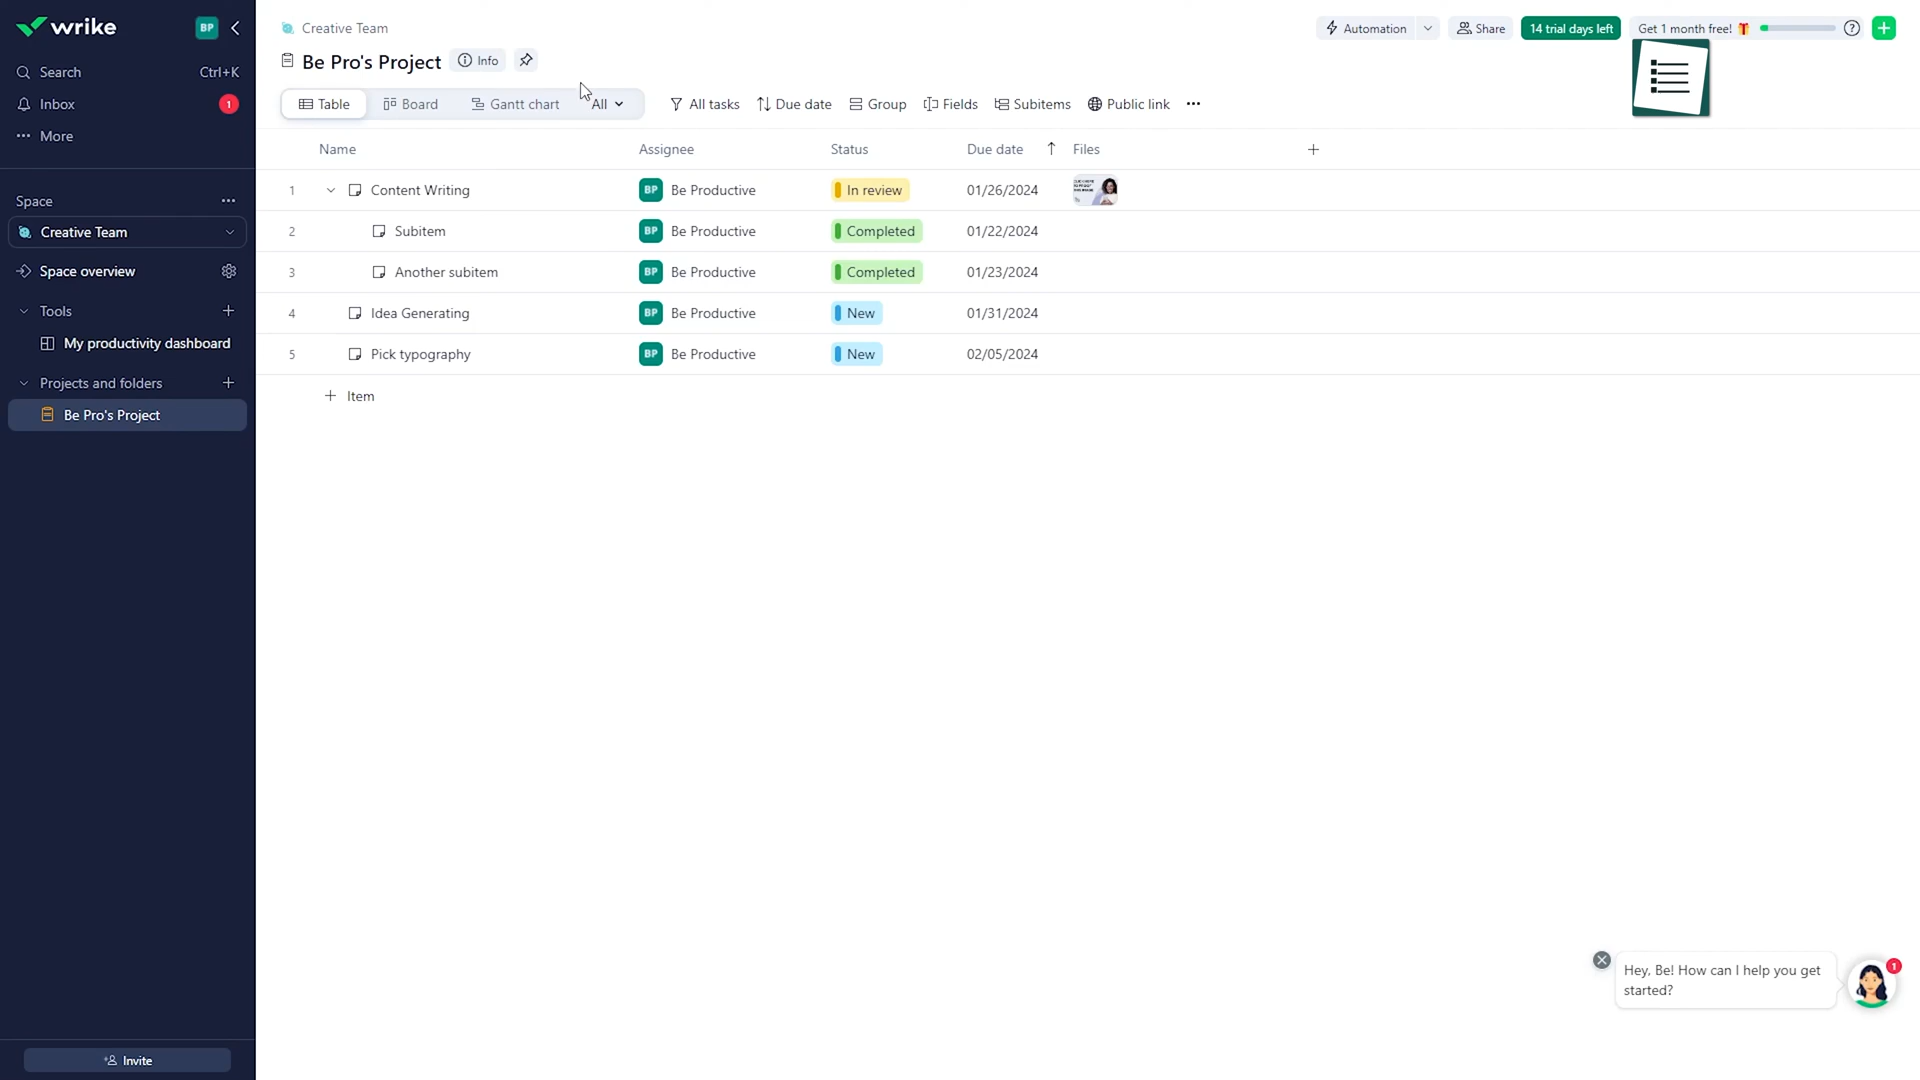 wrike
BP
Search Ctrl+K
Inbox 1
More
Space
Creative Team
Space overview
Tools
My productivity dashboard
Projects and folders
Be Pro's Project
Invite
Creative Team
Automation Share 14 trial days left Get 1 month free!
Be Pro's Project Info
Table Board Gantt chart All All tasks Due date Group Fields Subitems Public link
Name Assignee Status Due date Files
1 Content Writing BP Be Productive In review 01/26/2024
2 Subitem BP Be Productive Completed 01/22/2024
3 Another subitem BP Be Productive Completed 01/23/2024
4 Idea Generating BP Be Productive New 01/31/2024
5 Pick typography BP Be Productive New 02/05/2024
+ Item
Hey, Be! How can I help you get
started?
1